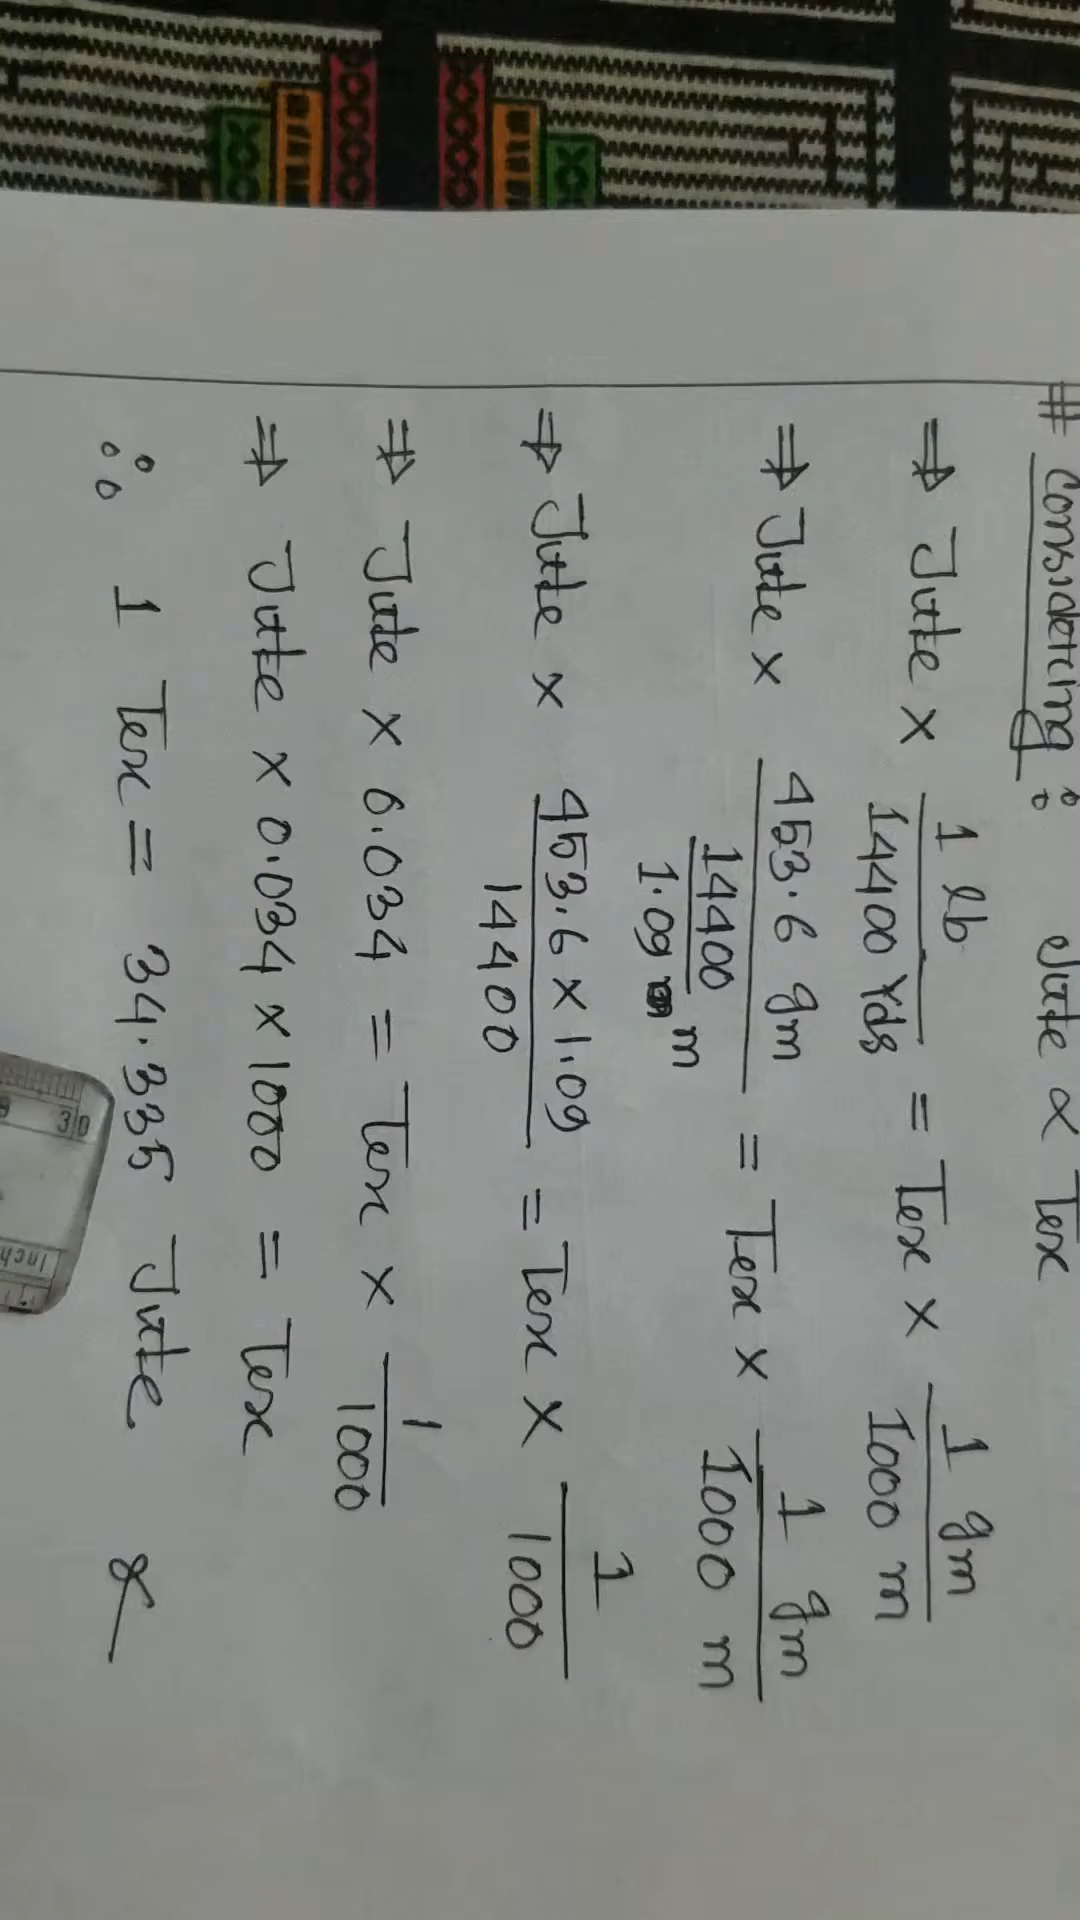 # Considering : Jute α Tex
⇒ Jute × 1 lb / 14400 Yds = Tex × 1 gm / 1000 m
⇒ Jute × 453.6 gm / (14400 / 1.09 m) = Tex × 1 gm / 1000 m
⇒ Jute × 453.6 × 1.09 / 14400 = Tex × 1 / 1000
⇒ Jute × 0.034 = Tex × 1 / 1000
⇒ Jute × 0.034 × 1000 = Tex
∴ 1 Tex = 34.335 Jute
30
Inch